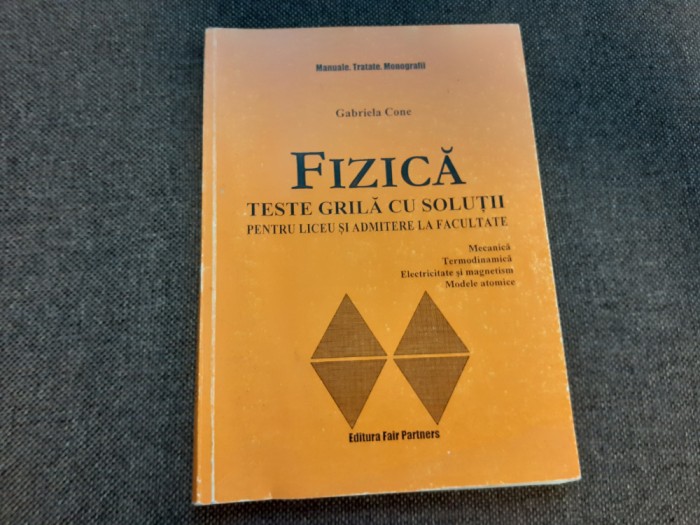 Manuale. Tratate. Monografii
Gabriela Cone
FIZICĂ
TESTE GRILĂ CU SOLUȚII
PENTRU LICEU ȘI ADMITERE LA FACULTATE
Mecanică
Termodinamică
Electricitate și magnetism
Modele atomice
Editura Fair Partners